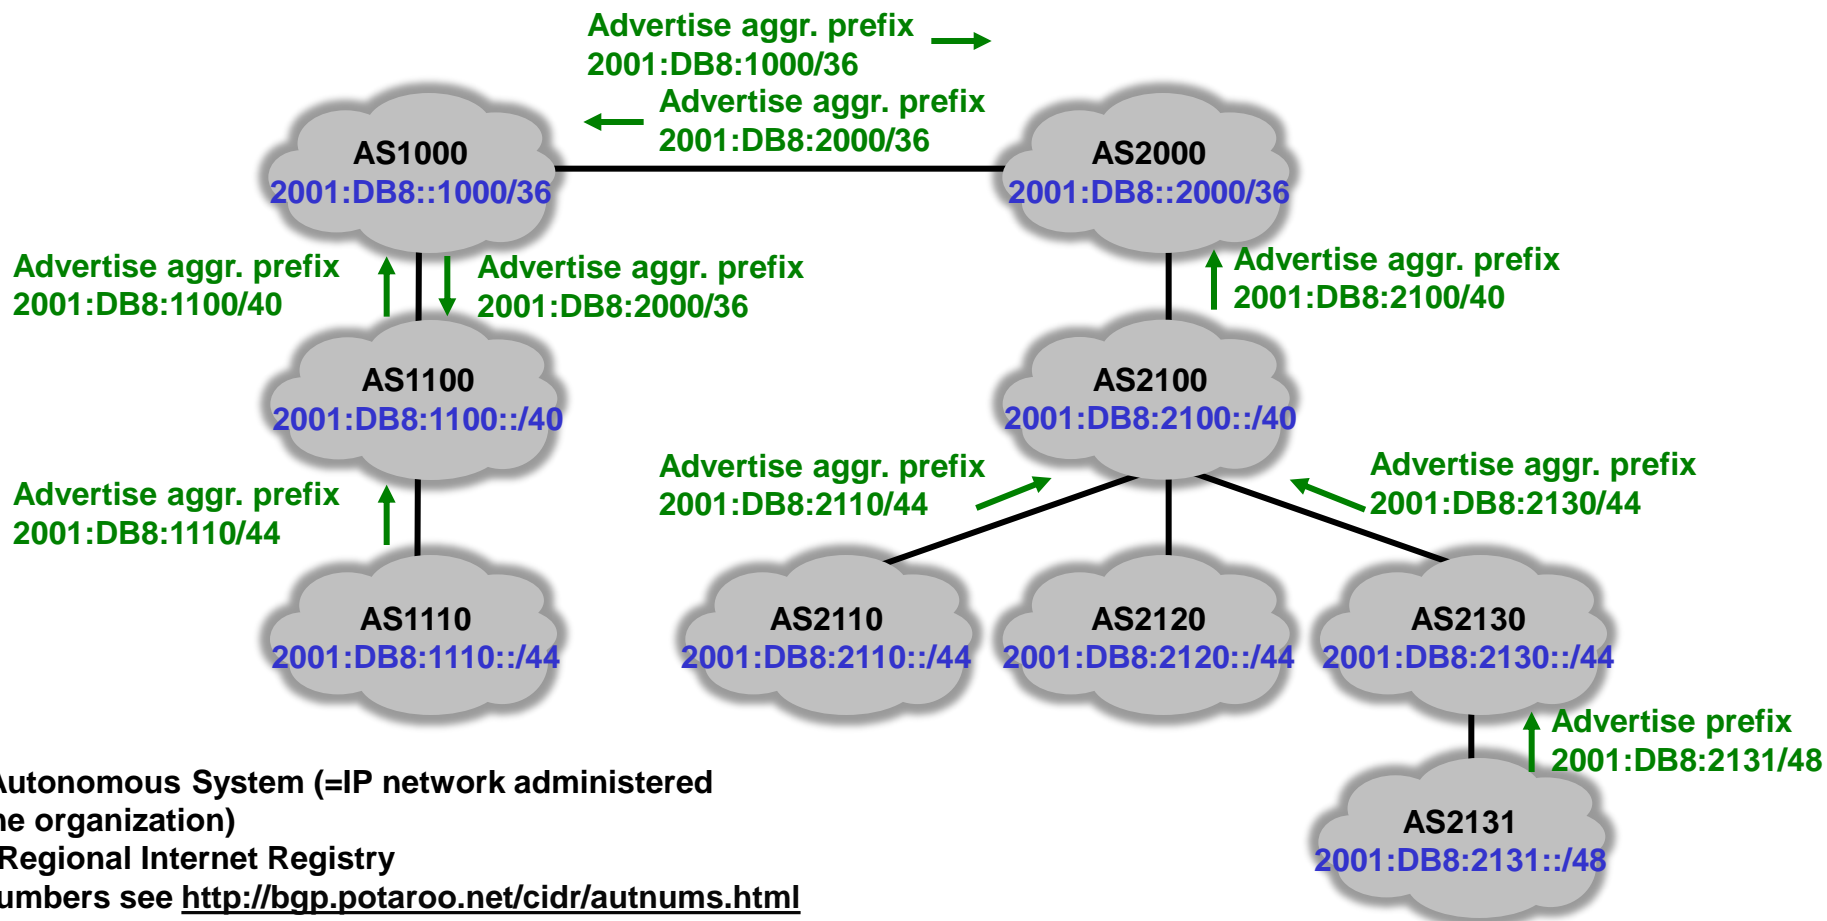 Advertise aggr. prefix
2001:DB8:1000/36
Advertise aggr. prefix
2001:DB8:2000/36
AS1000
2001:DB8::1000/36
AS2000
2001:DB8::2000/36
Advertise aggr. prefix
2001:DB8:1100/40
Advertise aggr. prefix
2001:DB8:2000/36
Advertise aggr. prefix
2001:DB8:2100/40
AS1100
2001:DB8:1100::/40
AS2100
2001:DB8:2100::/40
Advertise aggr. prefix
2001:DB8:1110/44
Advertise aggr. prefix
2001:DB8:2110/44
Advertise aggr. prefix
2001:DB8:2130/44
AS1110
2001:DB8:1110::/44
AS2110
2001:DB8:2110::/44
AS2120
2001:DB8:2120::/44
AS2130
2001:DB8:2130::/44
Advertise prefix
2001:DB8:2131/48
AS2131
2001:DB8:2131::/48
Autonomous System (=IP network administered
organization)
Regional Internet Registry
see http://bgp.potaroo.net/cidr/autnums.html